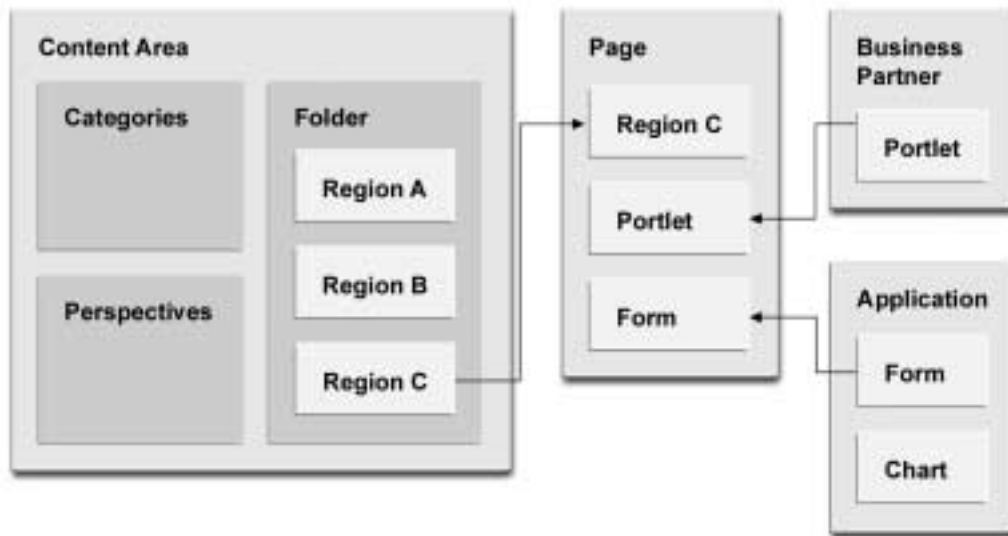 Content Area
Categories
Perspectives
Folder
Region A
Region B
Region C
Page
Region C
Portlet
Form
Business
Partner
Portlet
Application
Form
Chart